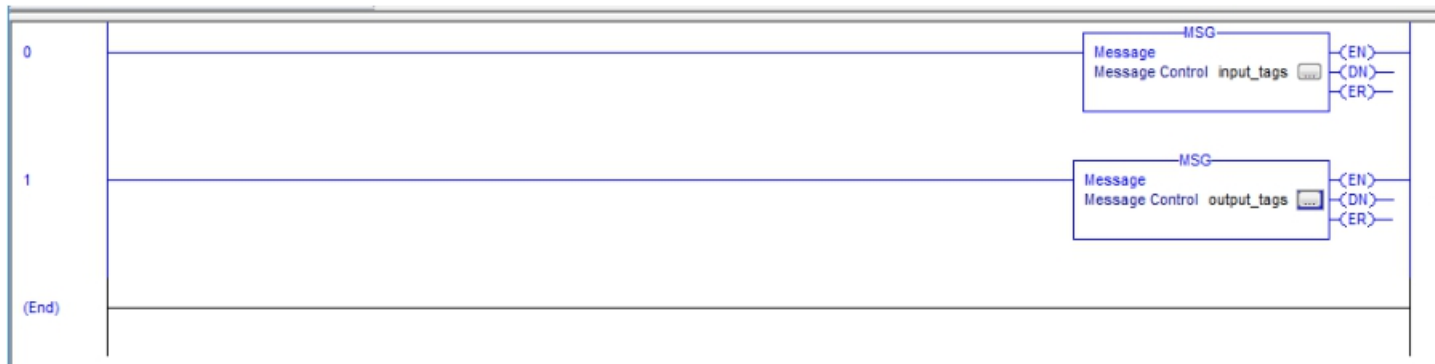 0
MSG
Message (EN)
Message Control input_tags ... (DN)
(ER)
1
MSG
Message (EN)
Message Control output_tags ... (DN)
(ER)
(End)